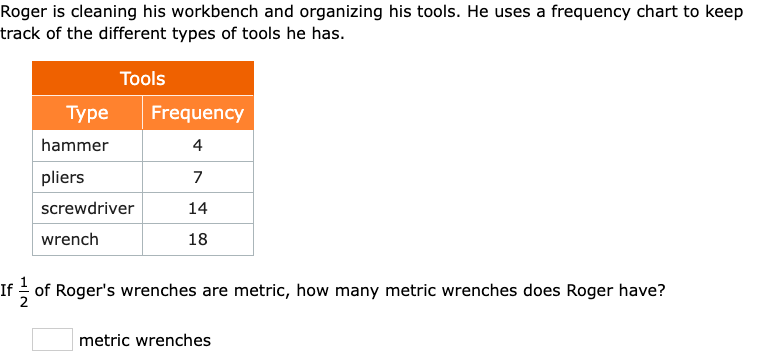 Roger is cleaning his workbench and organizing his tools. He uses a frequency chart to keep
track of the different types of tools he has.
Tools
Type Frequency
hammer 4
pliers 7
screwdriver 14
wrench 18
If 1/2 of Roger's wrenches are metric, how many metric wrenches does Roger have?
metric wrenches